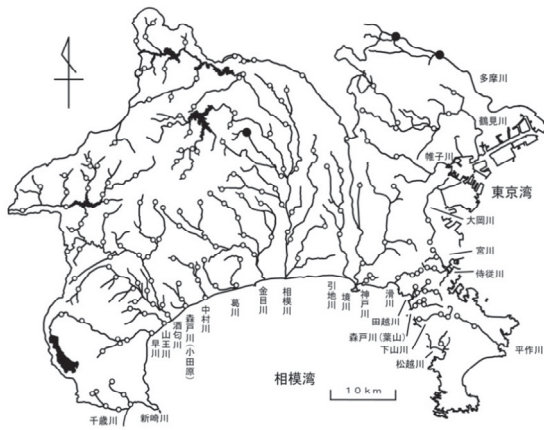 多摩川
鶴見川
帷子川
東京湾
大岡川
宮川
侍従川
平作川
千歳川
新崎川
早川
山王川
酒匂川
森戸川(小田原)
中村川
葛川
金目川
相模川
引地川
境川
神戸川
滑川
田越川
森戸川(葉山)
下山川
松越川
相模湾
10km